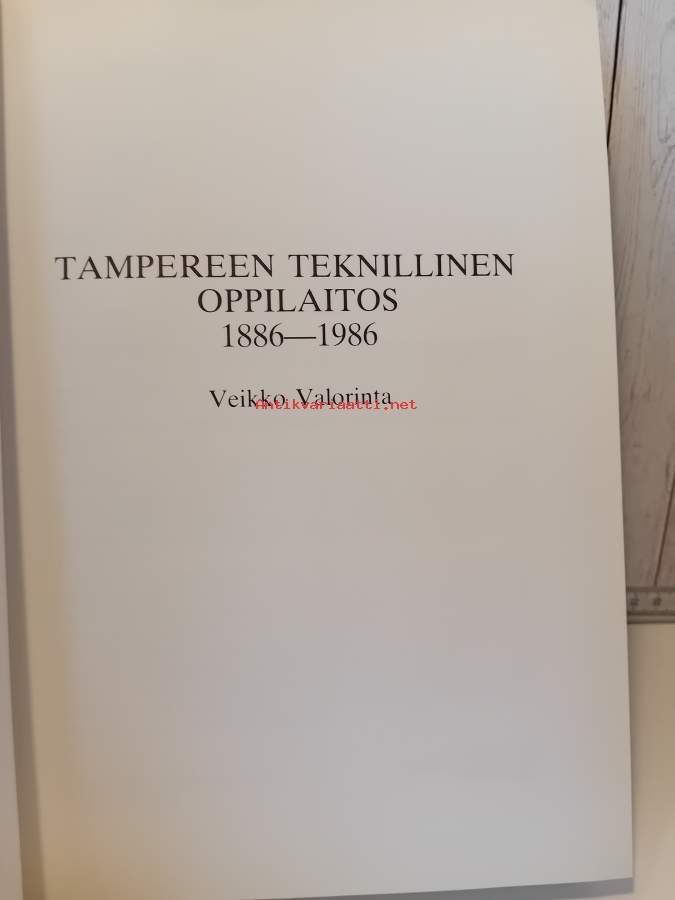 TAMPEREEN TEKNILLINEN
OPPILAITOS
1886—1986
Veikko Valorinta
Antikvariaatti.net